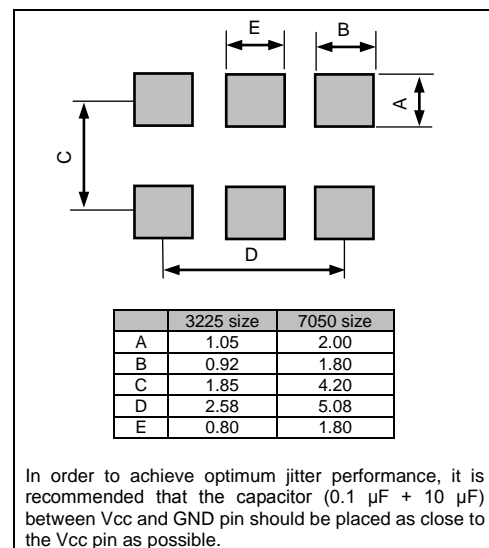 E
B
A
C
D
3225 size 7050 size
A 1.05 2.00
B 0.92 1.80
C 1.85 4.20
D 2.58 5.08
E 0.80 1.80
In order to achieve optimum jitter performance, it is
recommended that the capacitor (0.1 µF + 10 µF)
between Vcc and GND pin should be placed as close to
the Vcc pin as possible.